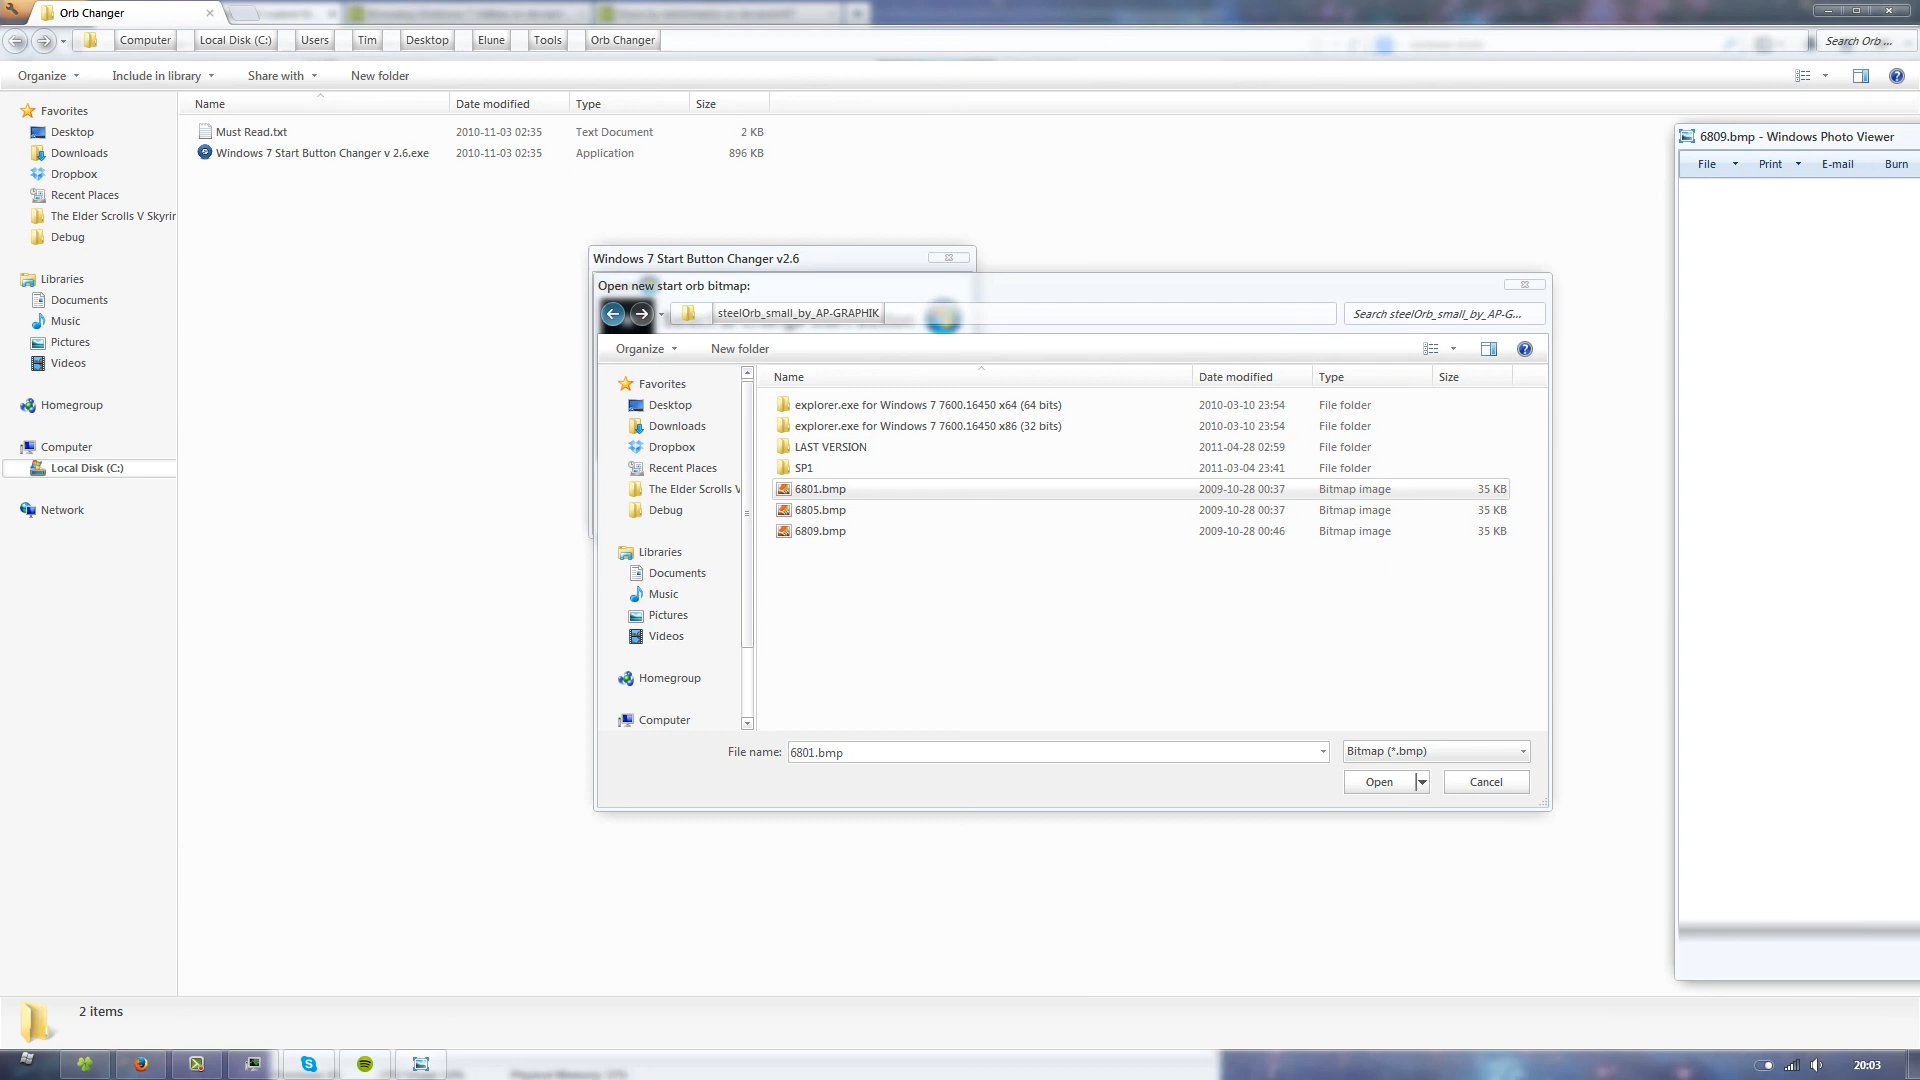 Orb Changer
Computer Local Disk (C:) Users Tim Desktop Elune Tools Orb Changer Search Orb ...
Organize Include in library Share with New folder
Name Date modified Type Size
Favorites
Desktop
Downloads
Dropbox
Recent Places
The Elder Scrolls V Skyrir
Debug
Libraries
Documents
Music
Pictures
Videos
Homegroup
Computer
Local Disk (C:)
Network
Must Read.txt 2010-11-03 02:35 Text Document 2 KB
Windows 7 Start Button Changer v 2.6.exe 2010-11-03 02:35 Application 896 KB
Windows 7 Start Button Changer v2.6
Open new start orb bitmap:
steelOrb_small_by_AP-GRAPHIK Search steelOrb_small_by_AP-G...
Organize New folder
Name Date modified Type Size
Favorites
Desktop
Downloads
Dropbox
Recent Places
The Elder Scrolls V
Debug
Libraries
Documents
Music
Pictures
Videos
Homegroup
Computer
explorer.exe for Windows 7 7600.16450 x64 (64 bits) 2010-03-10 23:54 File folder
explorer.exe for Windows 7 7600.16450 x86 (32 bits) 2010-03-10 23:54 File folder
LAST VERSION 2011-04-28 02:59 File folder
SP1 2011-03-04 23:41 File folder
6801.bmp 2009-10-28 00:37 Bitmap image 35 KB
6805.bmp 2009-10-28 00:37 Bitmap image 35 KB
6809.bmp 2009-10-28 00:46 Bitmap image 35 KB
File name: 6801.bmp Bitmap (*.bmp)
Open Cancel
6809.bmp - Windows Photo Viewer
File Print E-mail Burn
2 items
20:03